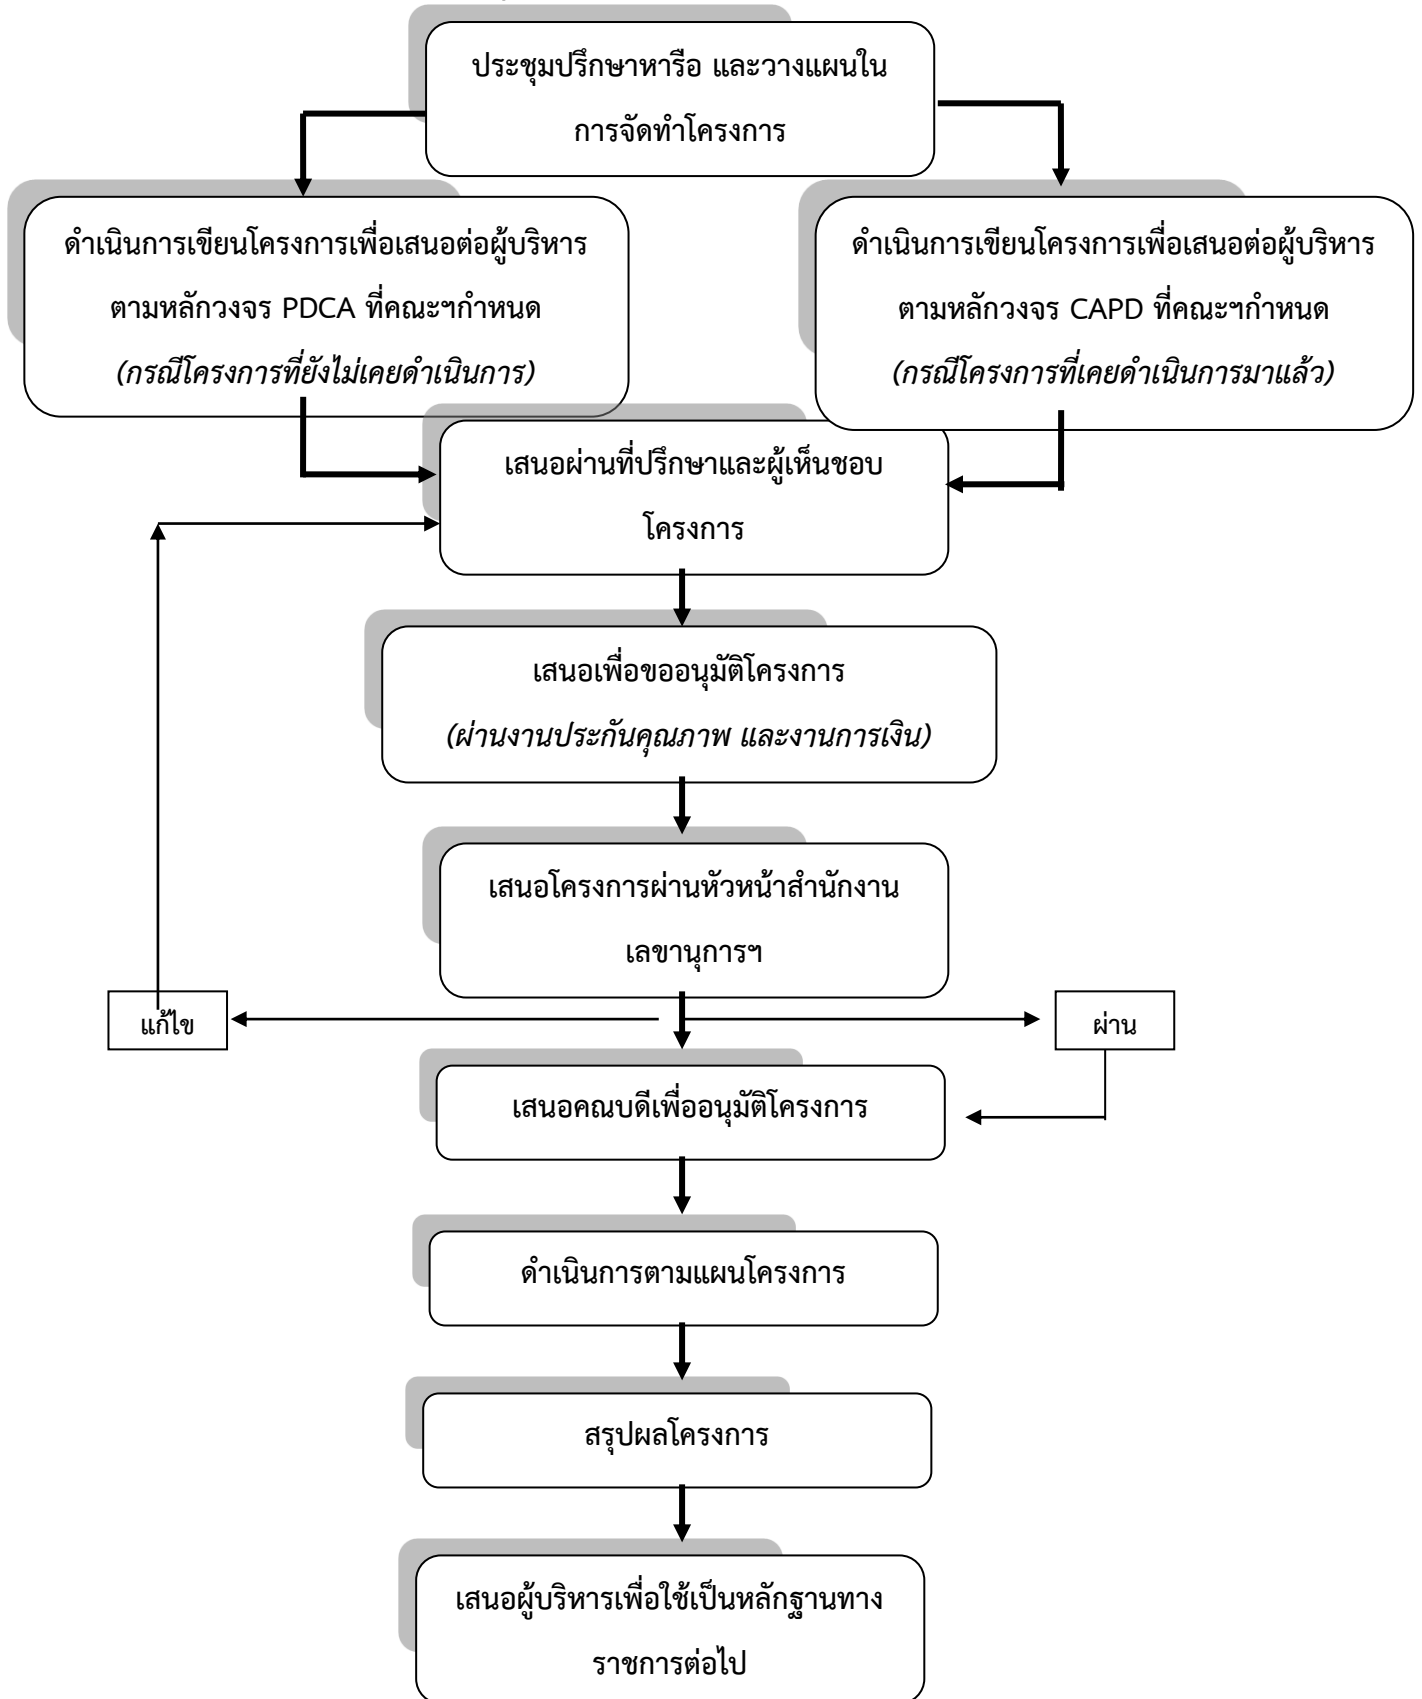 ประชุมปรึกษาหารือ และวางแผนใน
การจัดทำโครงการ
ดำเนินการเขียนโครงการเพื่อเสนอต่อผู้บริหาร
ตามหลักวงจร PDCA ที่คณะฯกำหนด
(กรณีโครงการที่ยังไม่เคยดำเนินการ)
ดำเนินการเขียนโครงการเพื่อเสนอต่อผู้บริหาร
ตามหลักวงจร CAPD ที่คณะฯกำหนด
(กรณีโครงการที่เคยดำเนินการมาแล้ว)
เสนอผ่านที่ปรึกษาและผู้เห็นชอบ
โครงการ
เสนอเพื่อขออนุมัติโครงการ
(ผ่านงานประกันคุณภาพ และงานการเงิน)
เสนอโครงการผ่านหัวหน้าสำนักงาน
เลขานุการฯ
แก้ไข
ผ่าน
เสนอคณบดีเพื่ออนุมัติโครงการ
ดำเนินการตามแผนโครงการ
สรุปผลโครงการ
เสนอผู้บริหารเพื่อใช้เป็นหลักฐานทาง
ราชการต่อไป